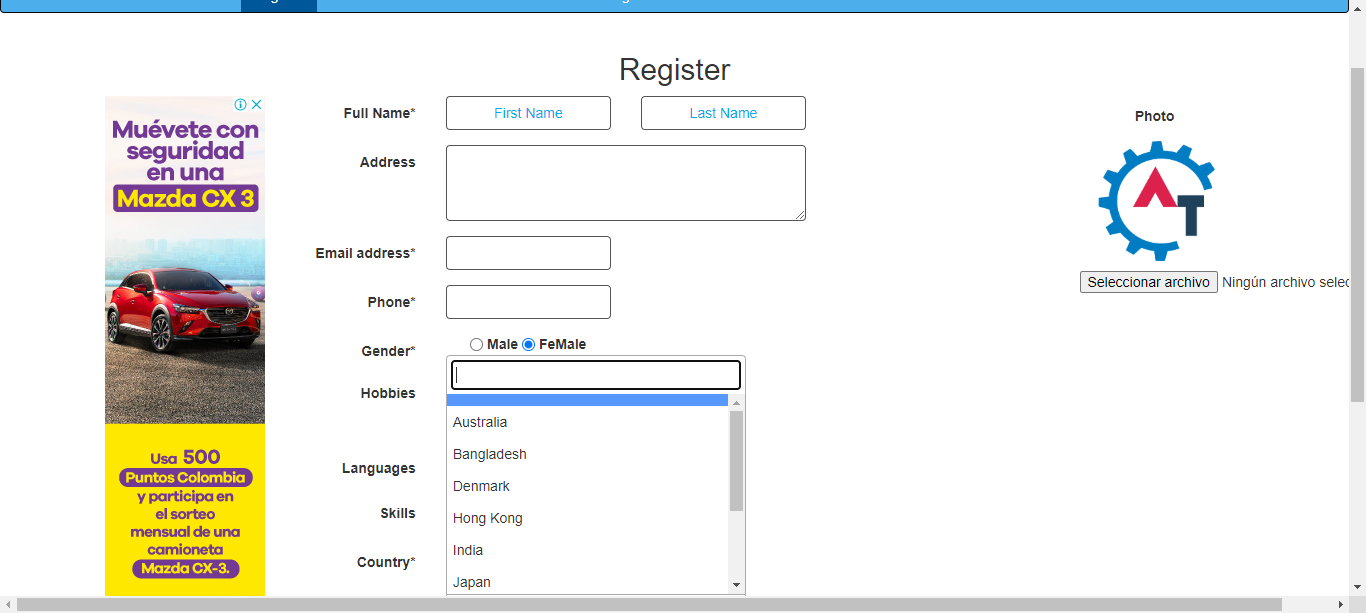 Register
Full Name*
First Name
Last Name
Photo
Address
Email address*
Seleccionar archivo
Ningún archivo selec
Phone*
Gender*
Male
FeMale
Hobbies
Languages
Skills
Country*
Australia
Bangladesh
Denmark
Hong Kong
India
Japan
Muévete con
seguridad
en una
Mazda CX 3
Usa 500
Puntos Colombia
y participa en
el sorteo
mensual de una
camioneta
Mazda CX-3.
AT